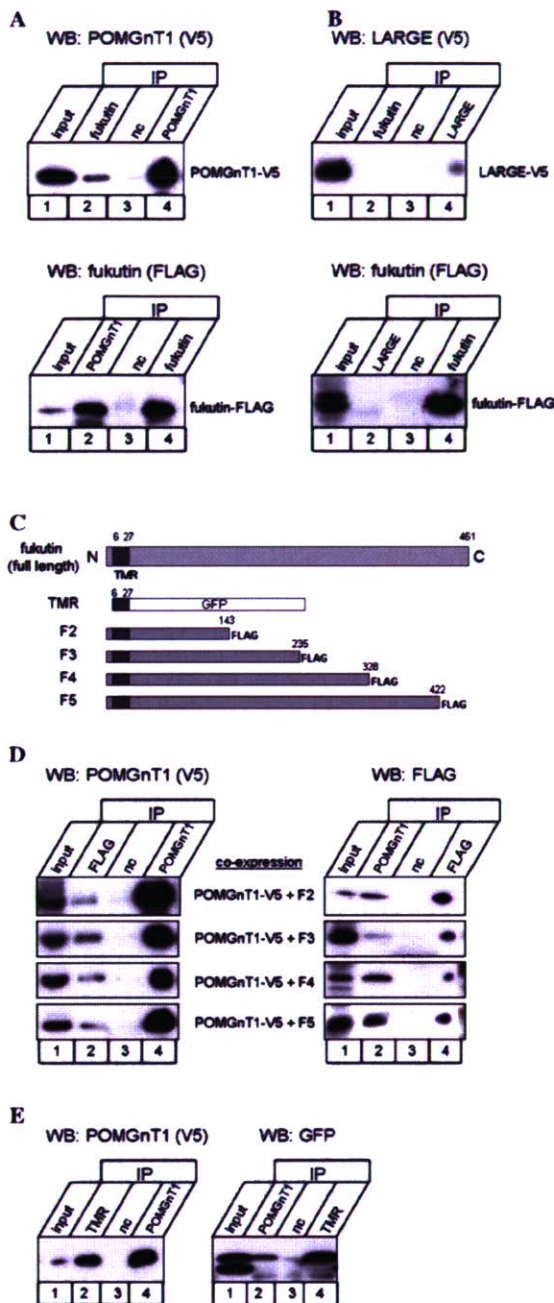 A
WB: POMGnT1 (V5)
IP
Input
fukutin
nc
POMGnT1
POMGnT1-V5
1 2 3 4
B
WB: LARGE (V5)
IP
Input
fukutin
nc
LARGE
LARGE-V5
1 2 3 4
WB: fukutin (FLAG)
IP
Input
POMGnT1
nc
fukutin
fukutin-FLAG
1 2 3 4
WB: fukutin (FLAG)
IP
Input
LARGE
nc
fukutin
fukutin-FLAG
1 2 3 4
C
6 27 461
fukutin
(full length)
N C
TMR
6 27
TMR GFP
F2 143 FLAG
F3 235 FLAG
F4 328 FLAG
F5 422 FLAG
D
WB: POMGnT1 (V5)
IP
Input
FLAG
nc
POMGnT1
WB: FLAG
IP
Input
POMGnT1
nc
FLAG
co-expression
POMGnT1-V5 + F2
POMGnT1-V5 + F3
POMGnT1-V5 + F4
POMGnT1-V5 + F5
1 2 3 4
1 2 3 4
E
WB: POMGnT1 (V5)
IP
Input
TMR
nc
POMGnT1
1 2 3 4
WB: GFP
IP
Input
POMGnT1
nc
TMR
1 2 3 4